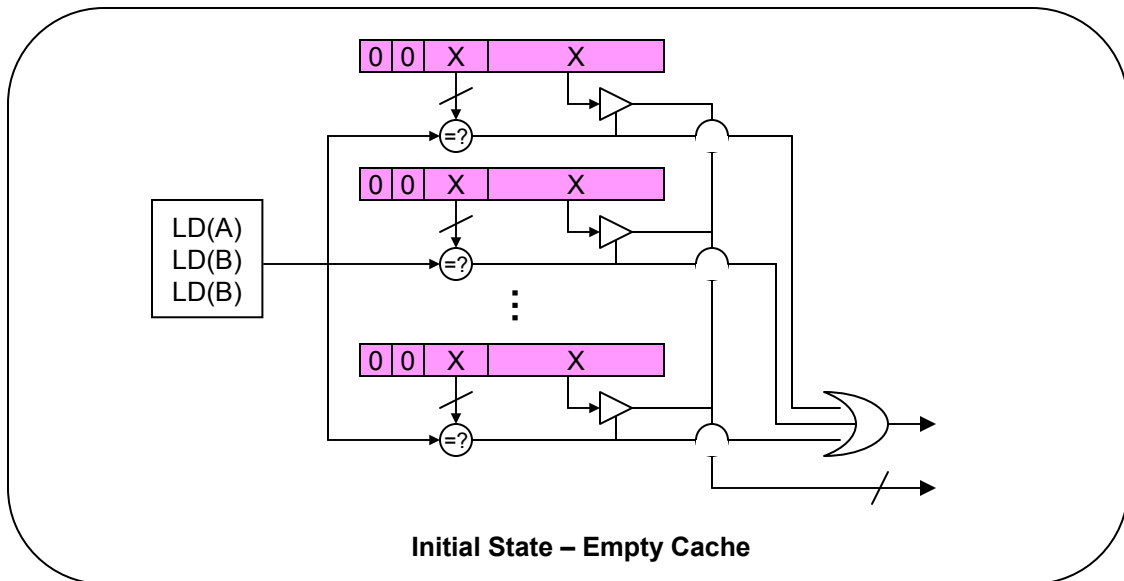 0 0 X X
=?
0 0 X X
LD(A)
LD(B)
LD(B)
=?
⋮
0 0 X X
=?
Initial State – Empty Cache